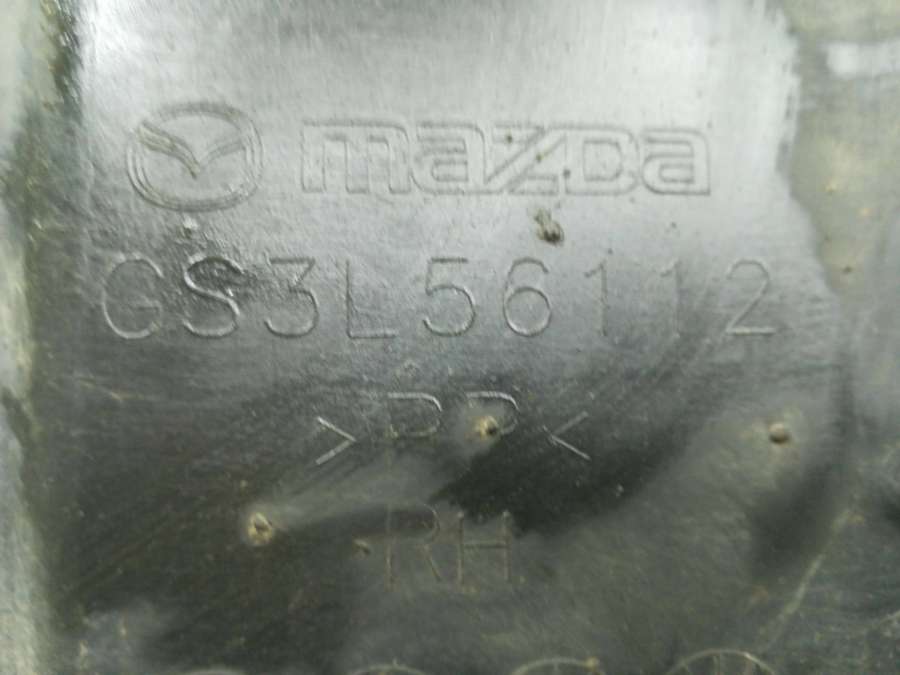 mazda
GS3L56112
>PP<
RH